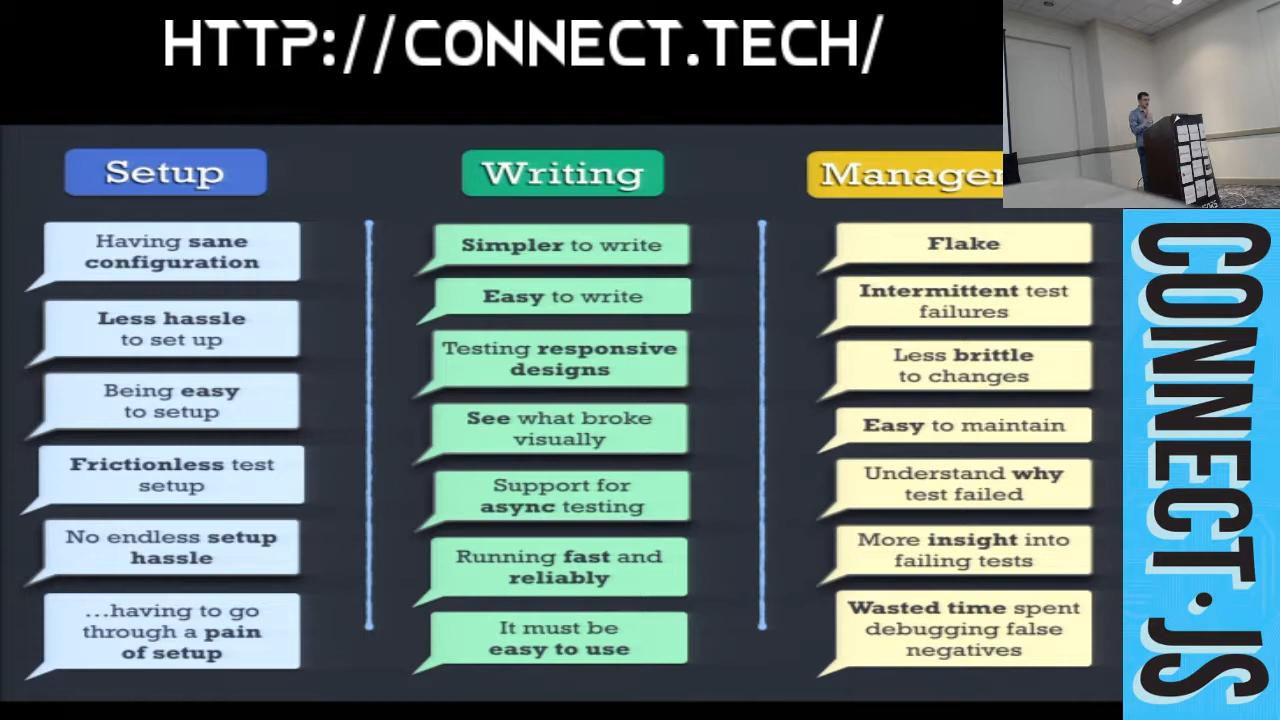 HTTP://CONNECT.TECH/
Setup
Having sane
configuration
Less hassle
to set up
Being easy
to setup
Frictionless test
setup
No endless setup
hassle
...having to go
through a pain
of setup
Writing
Simpler to write
Easy to write
Testing responsive
designs
See what broke
visually
Support for
async testing
Running fast and
reliably
It must be
easy to use
Manage
Flake
Intermittent test
failures
Less brittle
to changes
Easy to maintain
Understand why
test failed
More insight into
failing tests
Wasted time spent
debugging false
negatives
CONNECT.JS